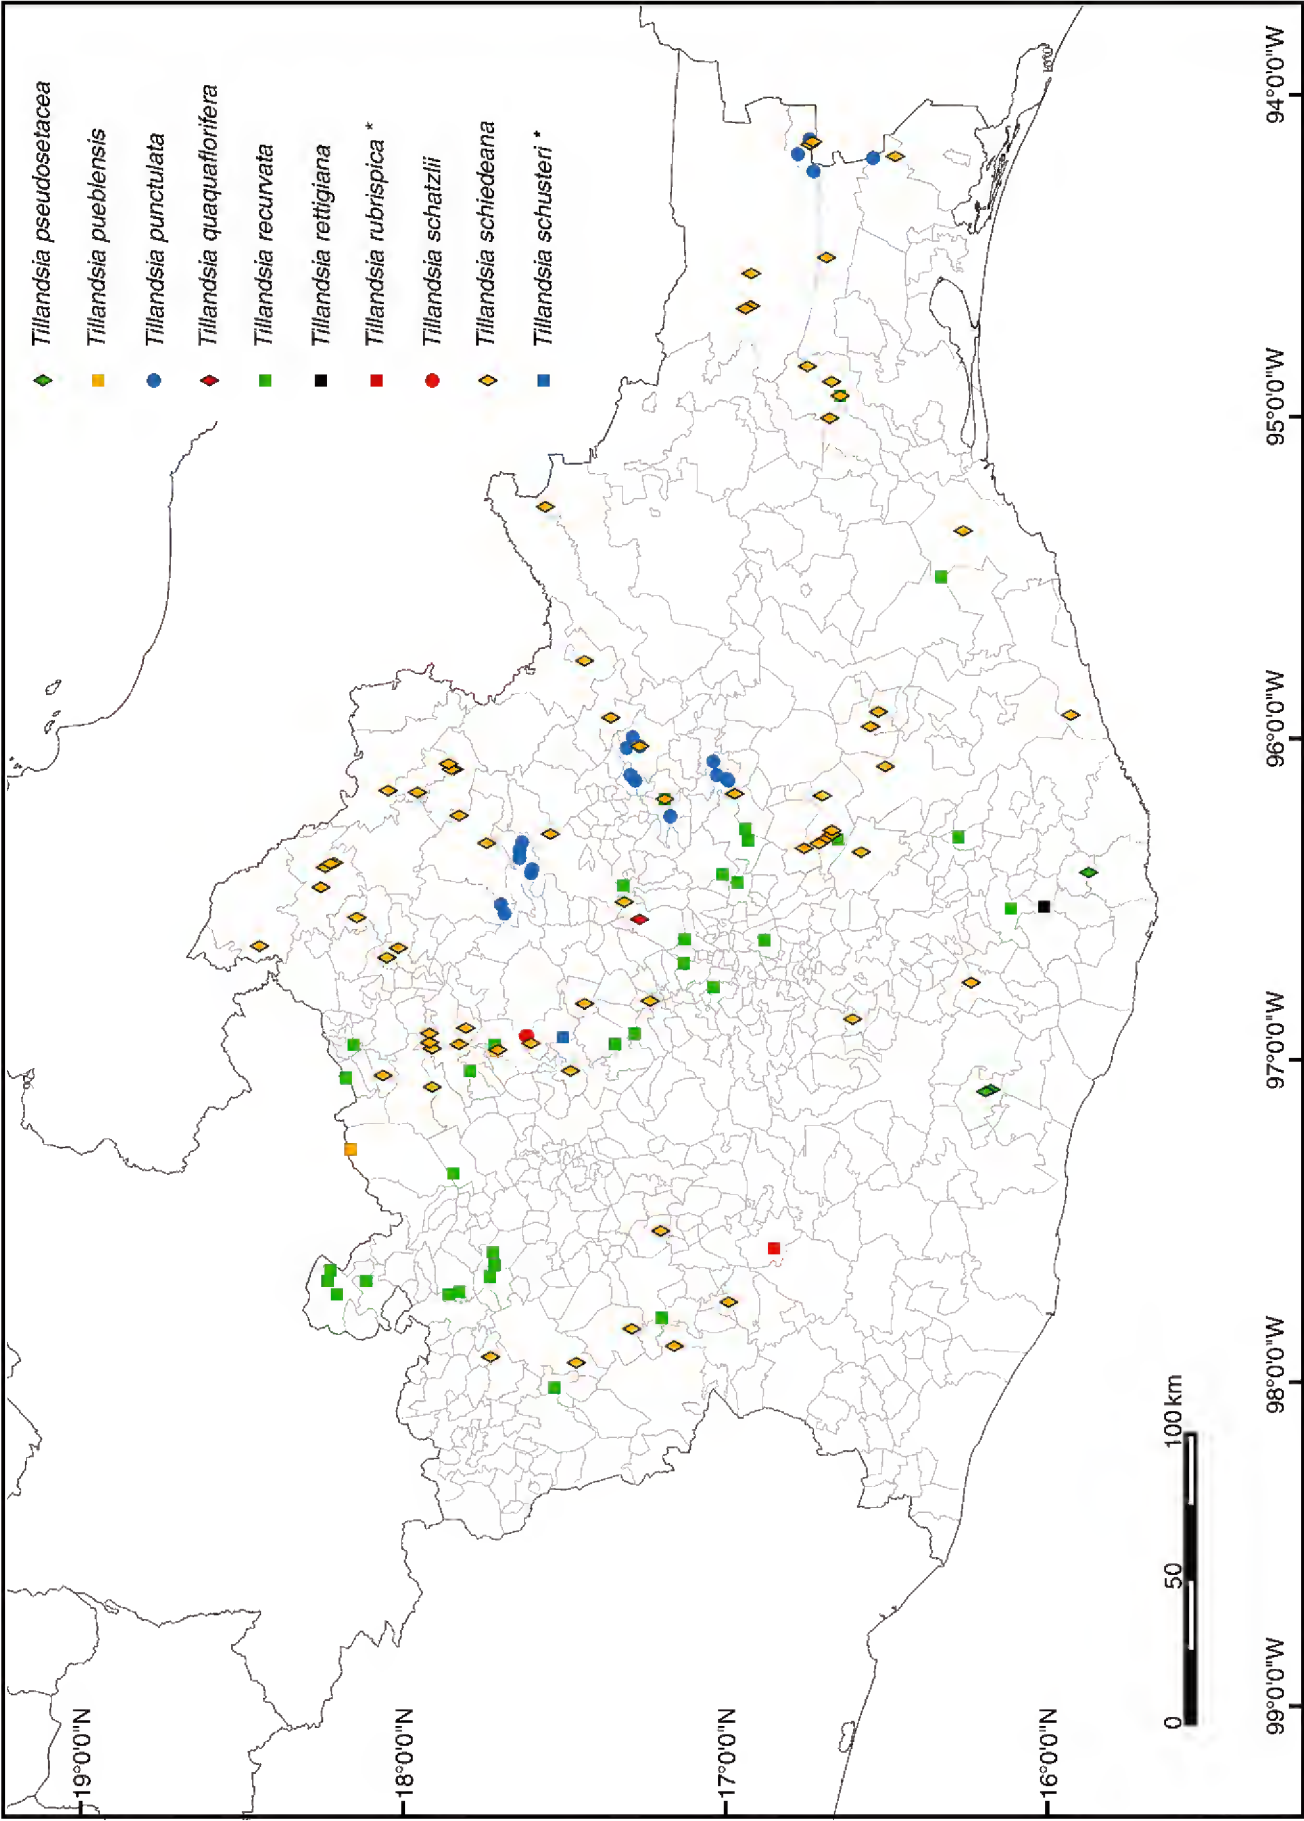 Tillandsia pseudosetacea
Tillandsia pueblensis
Tillandsia punctulata
Tillandsia quaquaflorifera
Tillandsia recurvata
Tillandsia rettigiana
Tillandsia rubrispica *
Tillandsia schatzlii
Tillandsia schiedeana
Tillandsia schusteri *
19°0'0"N
18°0'0"N
17°0'0"N
16°0'0"N
0 50 100 km
99°0'0"W 98°0'0"W 97°0'0"W 96°0'0"W 95°0'0"W 94°0'0"W